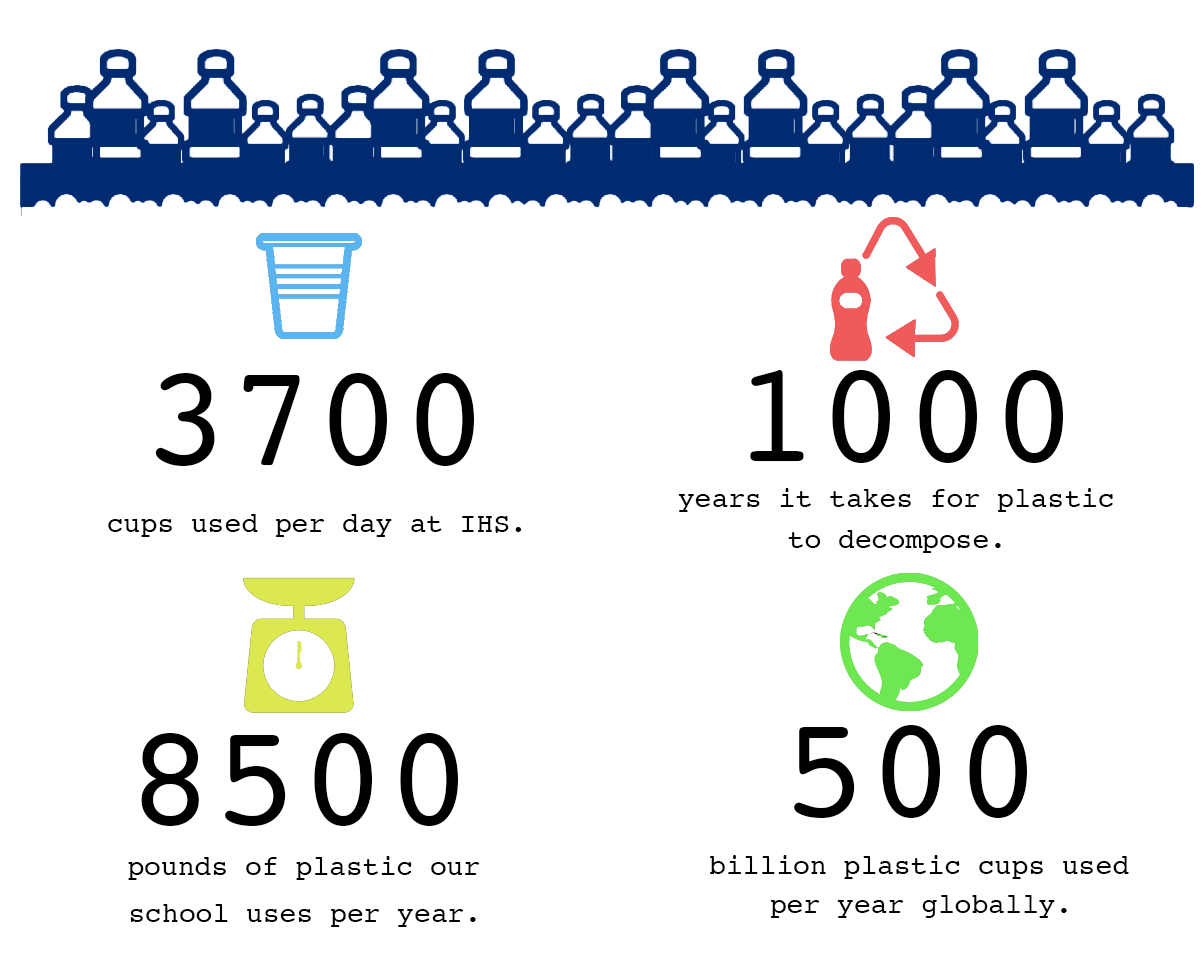 3700
cups used per day at IHS.
1000
years it takes for plastic
to decompose.
8500
pounds of plastic our
school uses per year.
500
billion plastic cups used
per year globally.